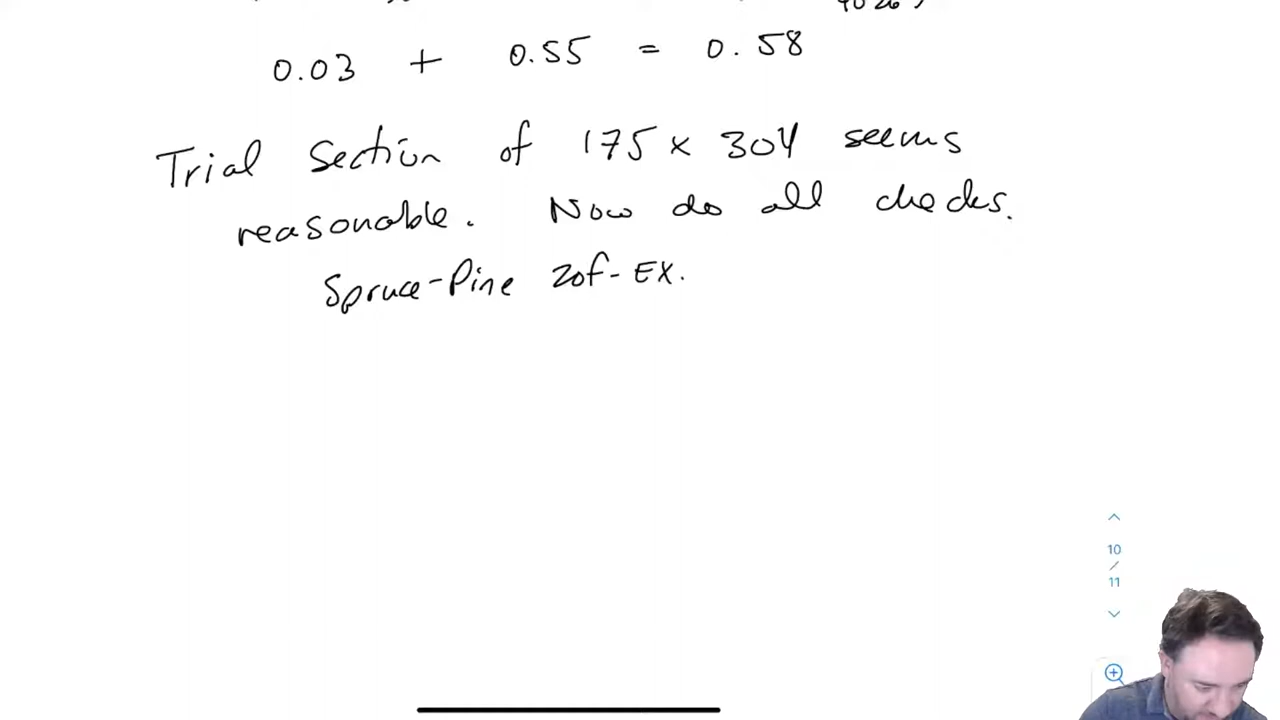 0.03 + 0.55 = 0.58
Trial Section of 175 x 304 seems
reasonable. Now do all checks.
Spruce-Pine 20f-EX.
10
/
11